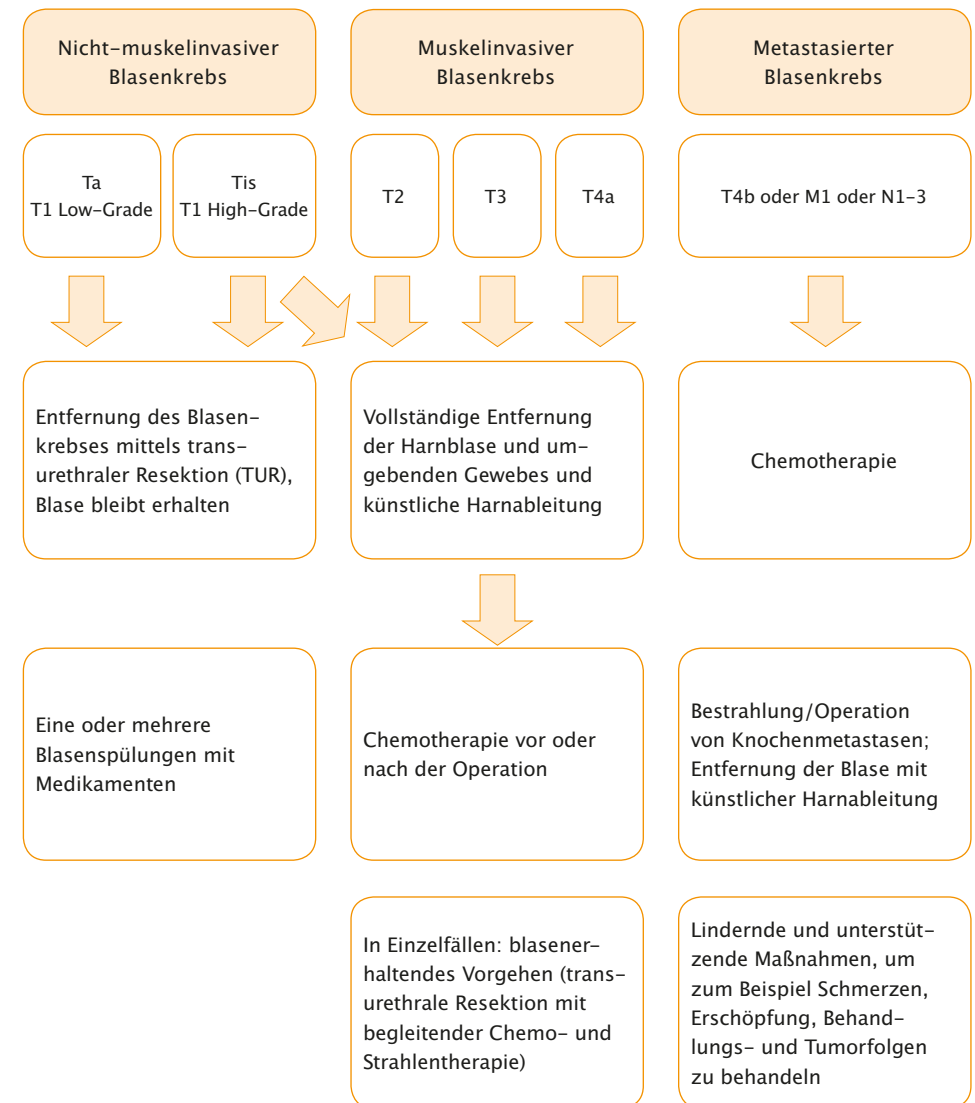 Nicht-muskelinvasiver
Blasenkrebs
Muskelinvasiver
Blasenkrebs
Metastasierter
Blasenkrebs
Ta
T1 Low-Grade
Tis
T1 High-Grade
T2
T3
T4a
T4b oder M1 oder N1-3
Entfernung des Blasen-
krebses mittels trans-
urethraler Resektion (TUR),
Blase bleibt erhalten
Vollständige Entfernung
der Harnblase und um-
gebenden Gewebes und
künstliche Harnableitung
Chemotherapie
Eine oder mehrere
Blasenspülungen mit
Medikamenten
Chemotherapie vor oder
nach der Operation
Bestrahlung/Operation
von Knochenmetastasen;
Entfernung der Blase mit
künstlicher Harnableitung
In Einzelfällen: blasener-
haltendes Vorgehen (trans-
urethrale Resektion mit
begleitender Chemo- und
Strahlentherapie)
Lindernde und unterstüt-
zende Maßnahmen, um
zum Beispiel Schmerzen,
Erschöpfung, Behand-
lungs- und Tumorfolgen
zu behandeln